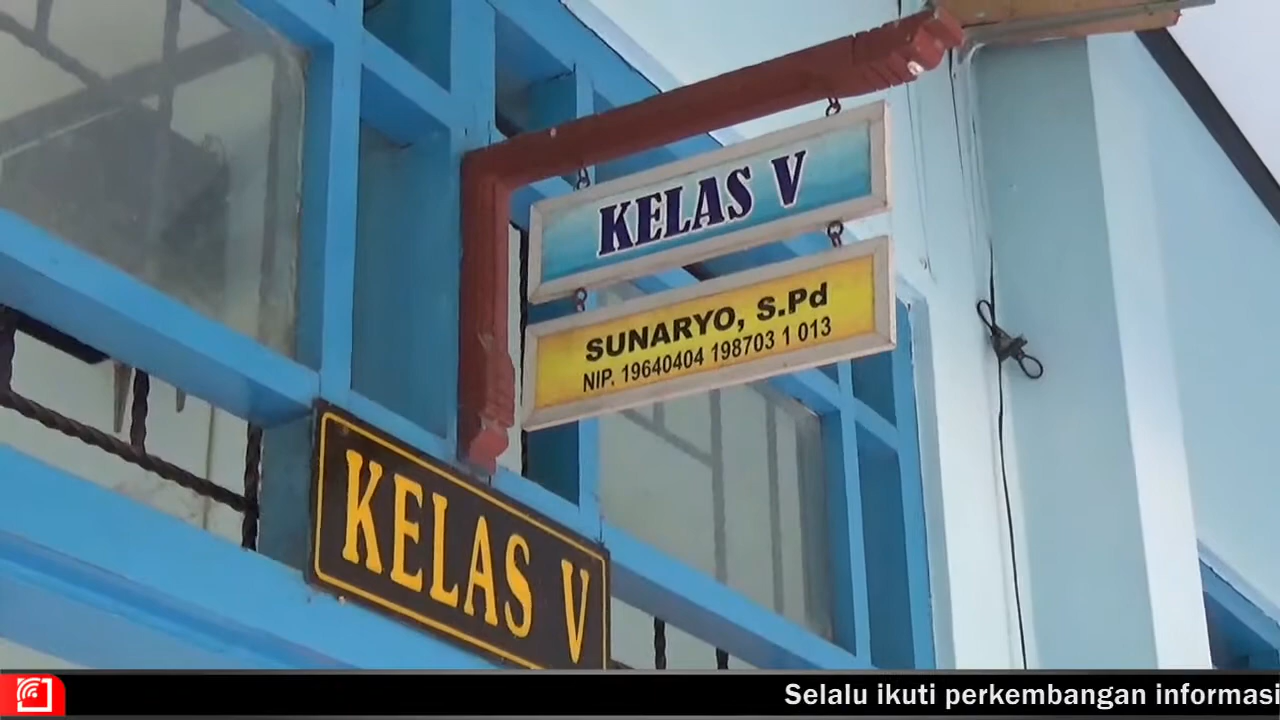 KELAS V
SUNARYO, S.Pd
NIP. 19640404 198703 1 013
KELAS V
Selalu ikuti perkembangan informasi